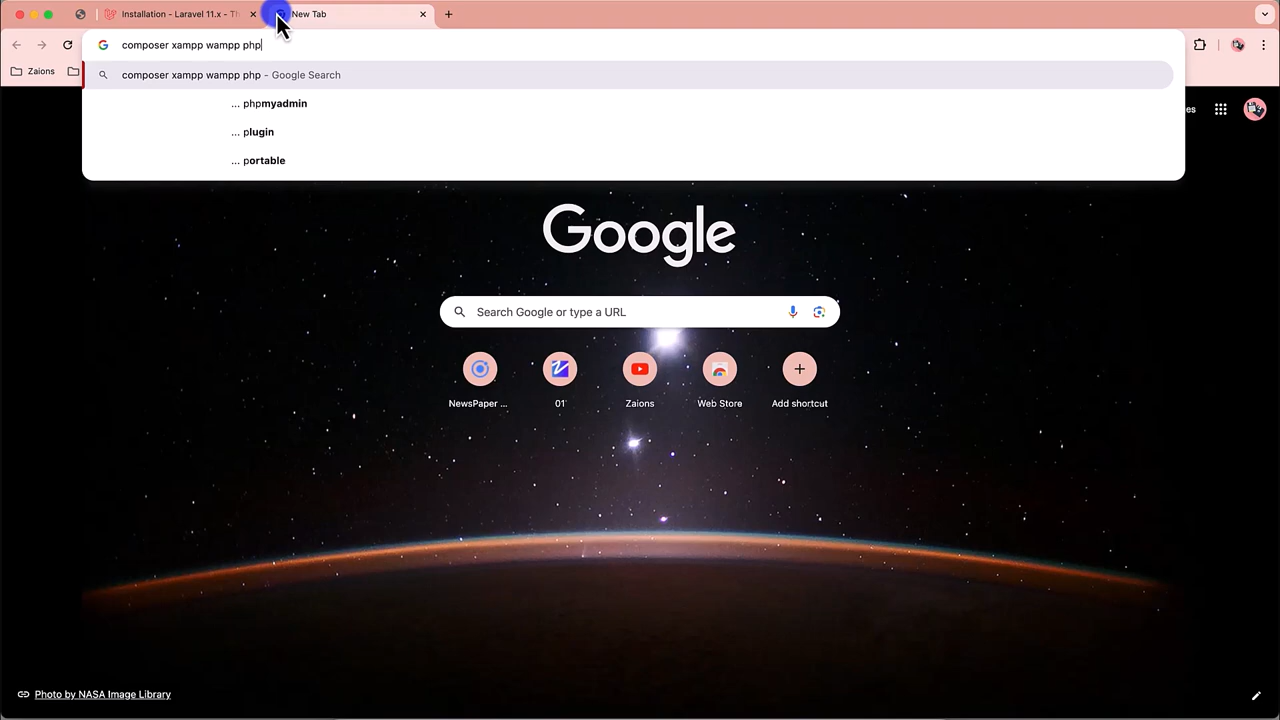 Installation - Laravel 11.x - Th
New Tab
composer xampp wampp php
Zaions
composer xampp wampp php - Google Search
... phpmyadmin
... plugin
... portable
es
Google
Search Google or type a URL
NewsPaper ...
01
Zaions
Web Store
Add shortcut
Photo by NASA Image Library